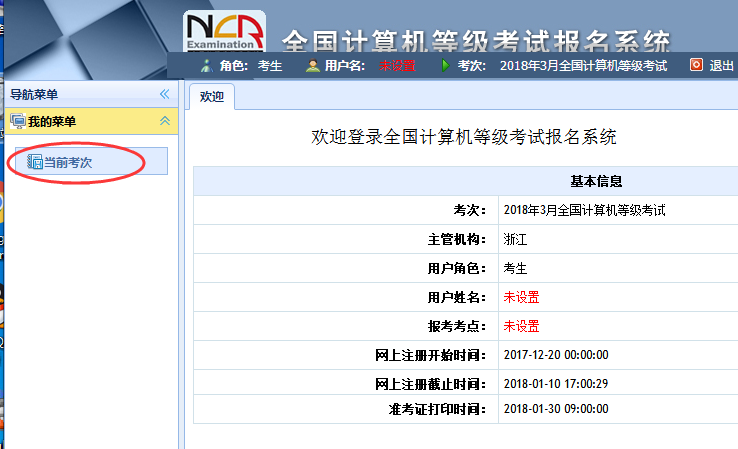 NCR
Examination
全国计算机等级考试报名系统
角色: 考生 用户名: 未设置 考次: 2018年3月全国计算机等级考试 退出
导航菜单
欢迎
我的菜单
当前考次
欢迎登录全国计算机等级考试报名系统
基本信息
考次: 2018年3月全国计算机等级考试
主管机构: 浙江
用户角色: 考生
用户姓名: 未设置
报考考点: 未设置
网上注册开始时间: 2017-12-20 00:00:00
网上注册截止时间: 2018-01-10 17:00:29
准考证打印时间: 2018-01-30 09:00:00